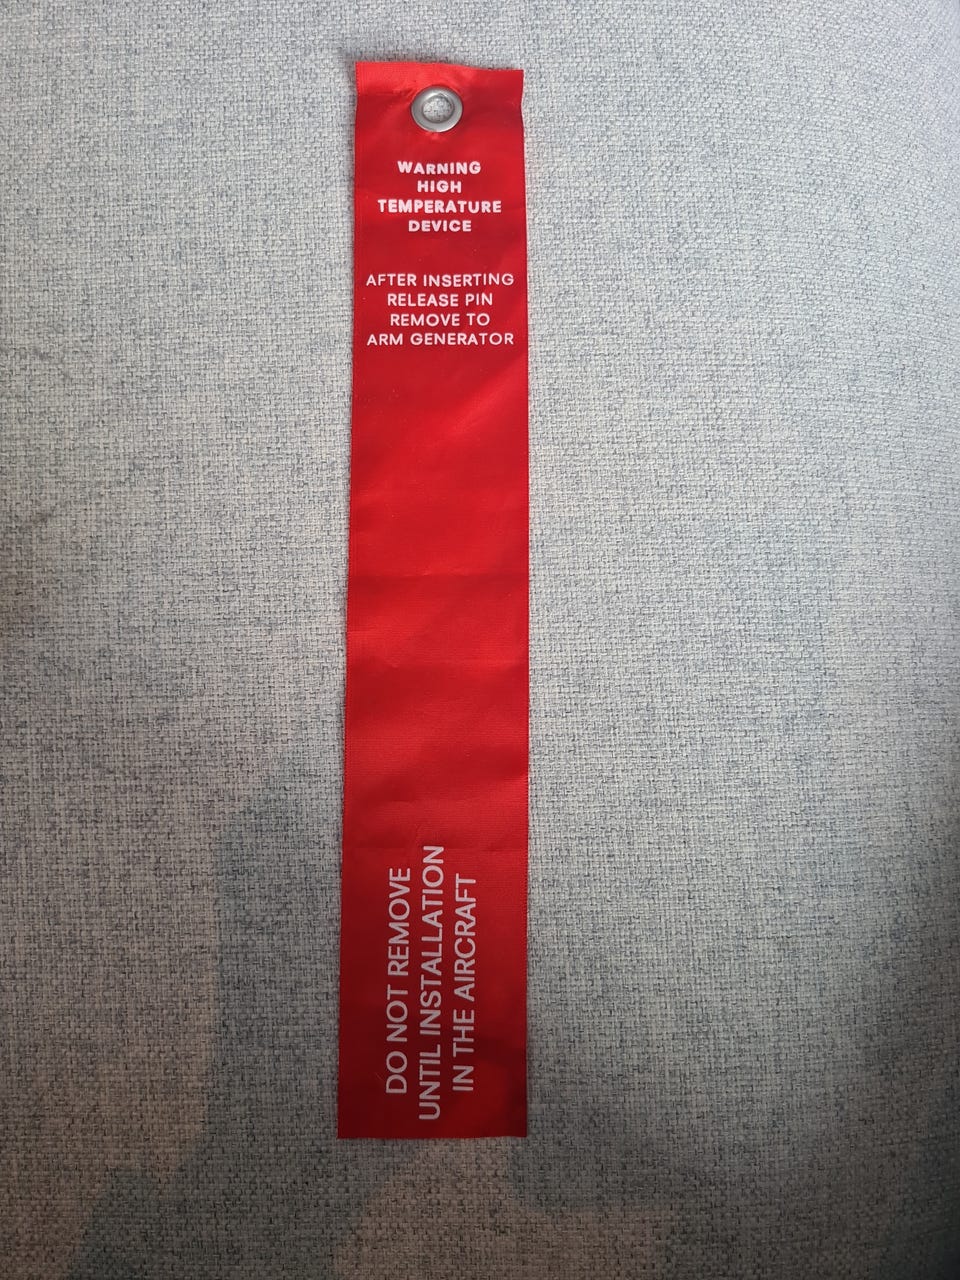 WARNING
HIGH
TEMPERATURE
DEVICE
AFTER INSERTING
RELEASE PIN
REMOVE TO
ARM GENERATOR
DO NOT REMOVE
UNTIL INSTALLATION
IN THE AIRCRAFT